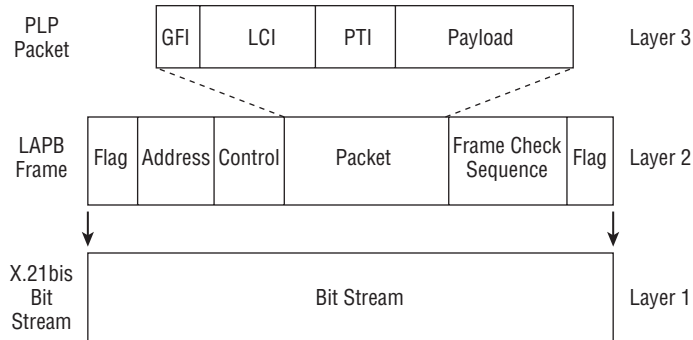 PLP
Packet
GFI
LCI
PTI
Payload
Layer 3
LAPB
Frame
Flag
Address
Control
Packet
Frame Check
Sequence
Flag
Layer 2
X.21bis
Bit
Stream
Bit Stream
Layer 1